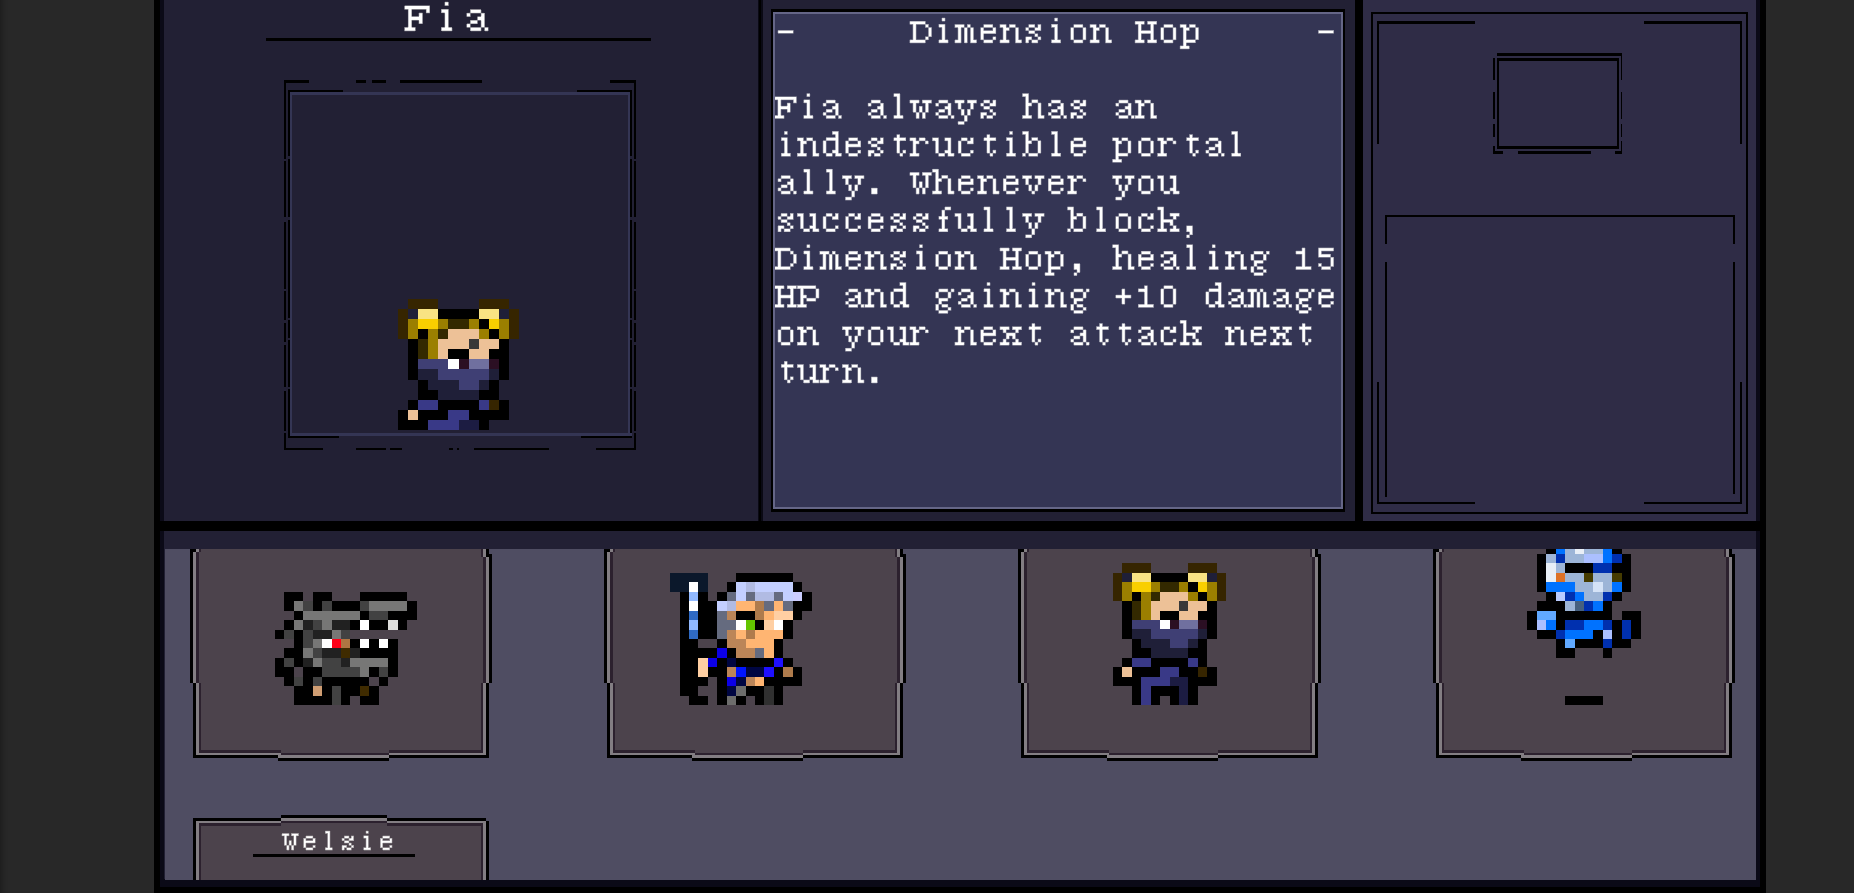 Fia
- Dimension Hop -
Fia always has an
indestructible portal
ally. Whenever you
successfully block,
Dimension Hop, healing 15
HP and gaining +10 damage
on your next attack next
turn.
Welsie